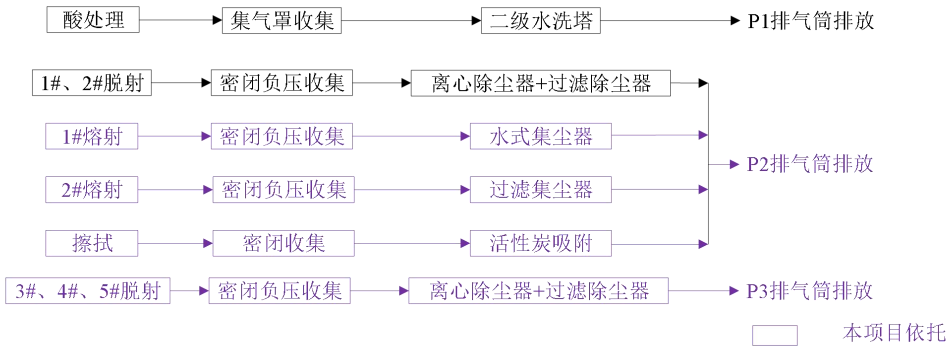 酸处理 集气罩收集 二级水洗塔 P1排气筒排放
1#、2#脱射 密闭负压收集 离心除尘器+过滤除尘器
1#熔射 密闭负压收集 水式集尘器
P2排气筒排放
2#熔射 密闭负压收集 过滤集尘器
擦拭 密闭收集 活性炭吸附
3#、4#、5#脱射 密闭负压收集 离心除尘器+过滤除尘器 P3排气筒排放
本项目依托